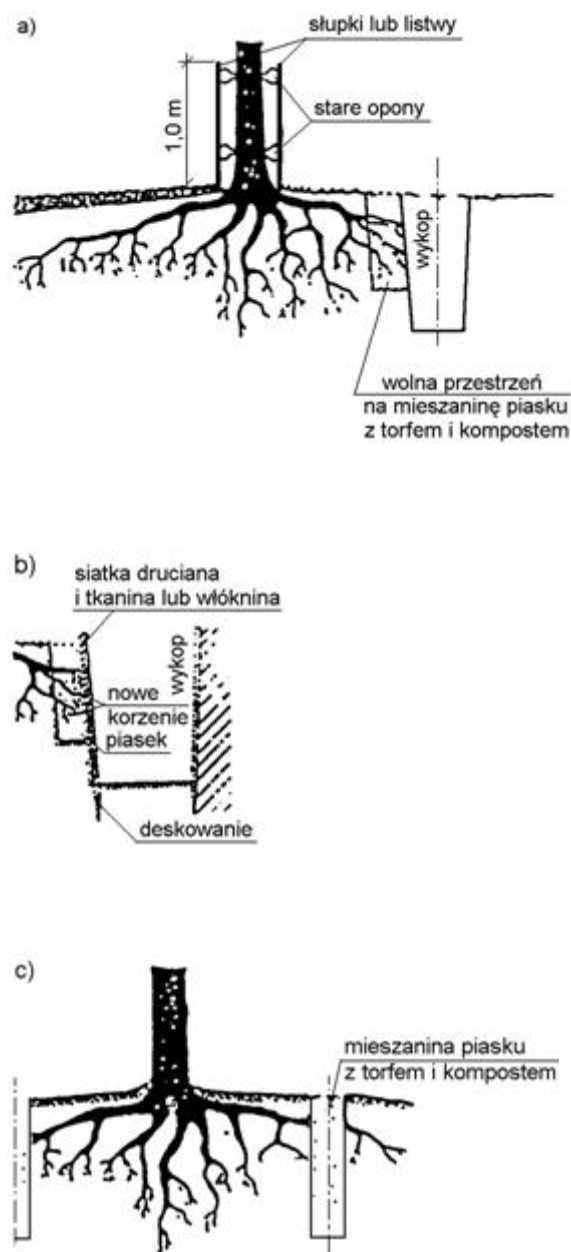 a)
słupki lub listwy
stare opony
1,0 m
wykop
wolna przestrzeń
na mieszaninę piasku
z torfem i kompostem
b)
siatka druciana
i tkanina lub włóknina
wykop
nowe
korzenie
piasek
deskowanie
c)
mieszanina piasku
z torfem i kompostem